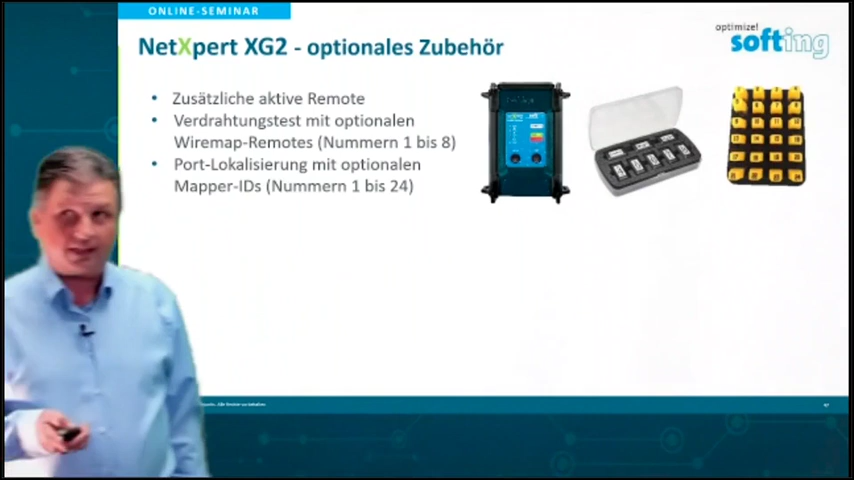 ONLINE-SEMINAR
optimize!
softing
NetXpert XG2 - optionales Zubehör
• Zusätzliche aktive Remote
• Verdrahtungstest mit optionalen
Wiremap-Remotes (Nummern 1 bis 8)
• Port-Lokalisierung mit optionalen
Mapper-IDs (Nummern 1 bis 24)